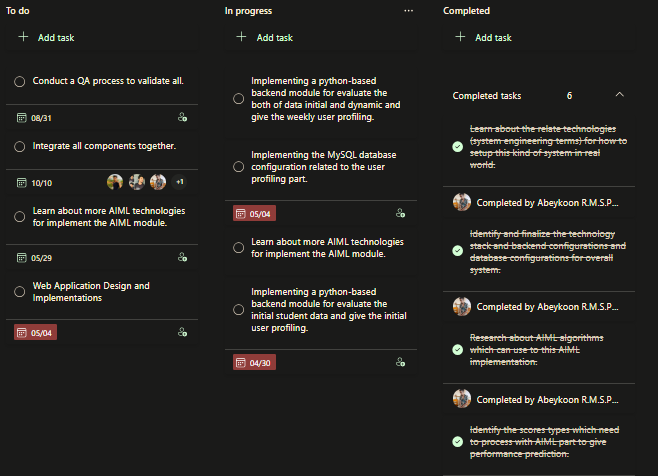 To do
Add task
Conduct a QA process to validate all.
08/31
Integrate all components together.
10/10
+1
Learn about more AIML technologies
for implement the AIML module.
05/29
Web Application Design and
Implementations
05/04
In progress
Add task
Implementing a python-based
backend module for evaluate the
both of data initial and dynamic and
give the weekly user profiling.
Implementing the MySQL database
configuration related to the user
profiling part.
05/04
Learn about more AIML technologies
for implement the AIML module.
Implementing a python-based
backend module for evaluate the
initial student data and give the initial
user profiling.
04/30
Completed
Add task
Completed tasks 6
Learn about the relate technologies
(system engineering terms) for how to
setup this kind of system in real
world.
Completed by Abeykoon R.M.S.P...
Identify and finalize the technology
stack and backend configurations and
database configurations for overall
system.
Completed by Abeykoon R.M.S.P...
Research about AIML algorithms
which can use to this AIML
implementation.
Completed by Abeykoon R.M.S.P...
Identify the scores types which need
to process with AIML part to give
performance prediction.